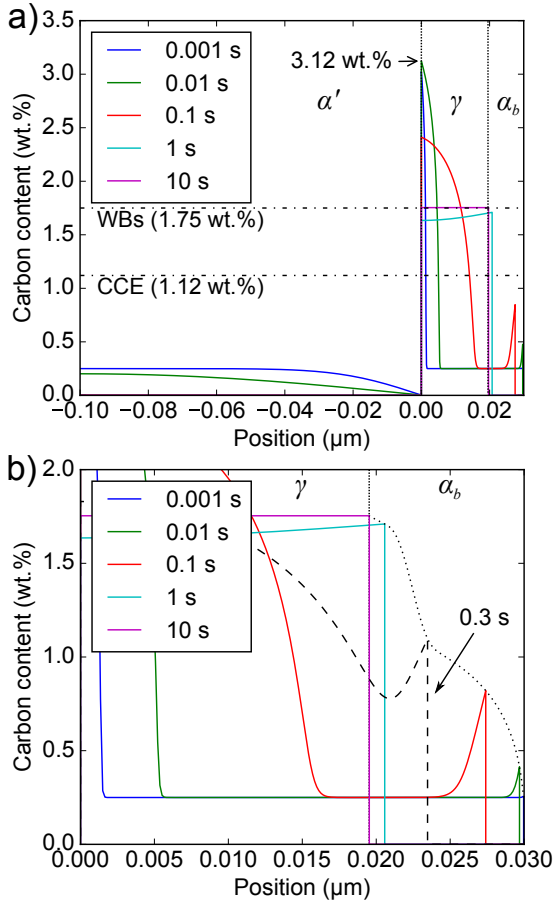 a)
3.5
3.0
2.5
2.0
1.5
1.0
0.5
0.0
Carbon content (wt.%)
0.001 s
0.01 s
0.1 s
1 s
10 s
3.12 wt.%
α′
γ
α_b
WBs (1.75 wt.%)
CCE (1.12 wt.%)
−0.10 −0.08 −0.06 −0.04 −0.02 0.00 0.02
Position (μm)
b)
2.0
1.5
1.0
0.5
0.0
Carbon content (wt.%)
0.001 s
0.01 s
0.1 s
1 s
10 s
γ
α_b
0.3 s
0.000 0.005 0.010 0.015 0.020 0.025 0.030
Position (μm)